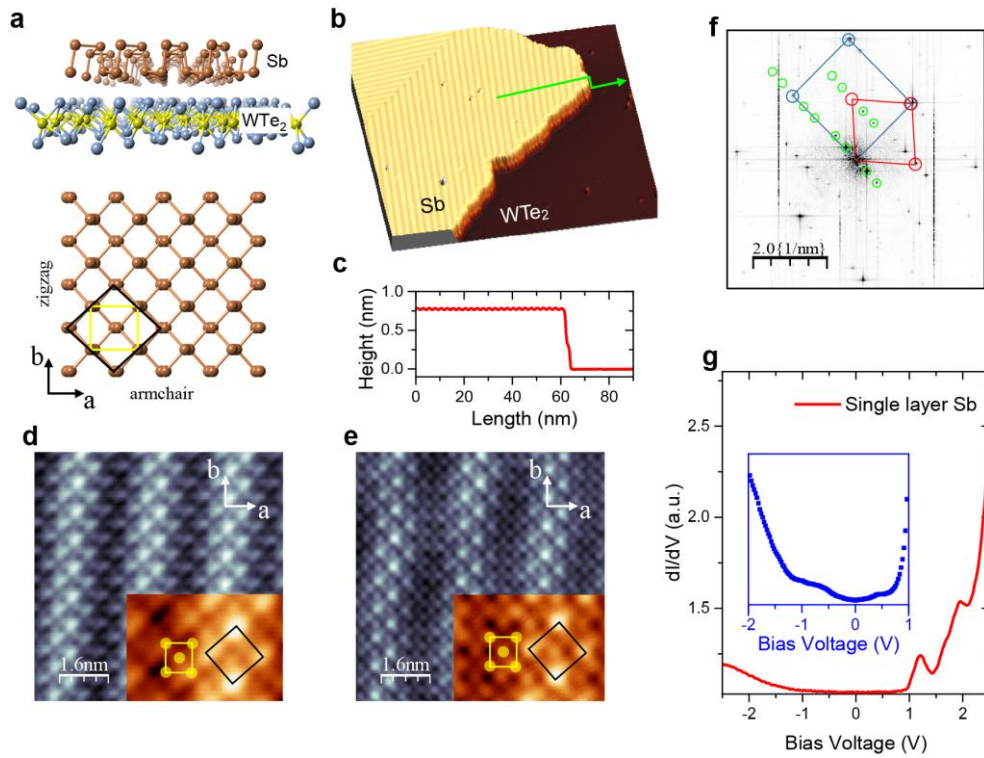 a
Sb
WTe2
zigzag
b
a
armchair
b
Sb
WTe2
c
Height (nm)
1.0
0.5
0.0
0 20 40 60 80
Length (nm)
d
b
a
1.6nm
e
b
a
1.6nm
f
2.0{1/nm}
g
Single layer Sb
dI/dV (a.u.)
2.5
2.0
1.5
-2 -1 0 1
Bias Voltage (V)
-2 -1 0 1 2
Bias Voltage (V)